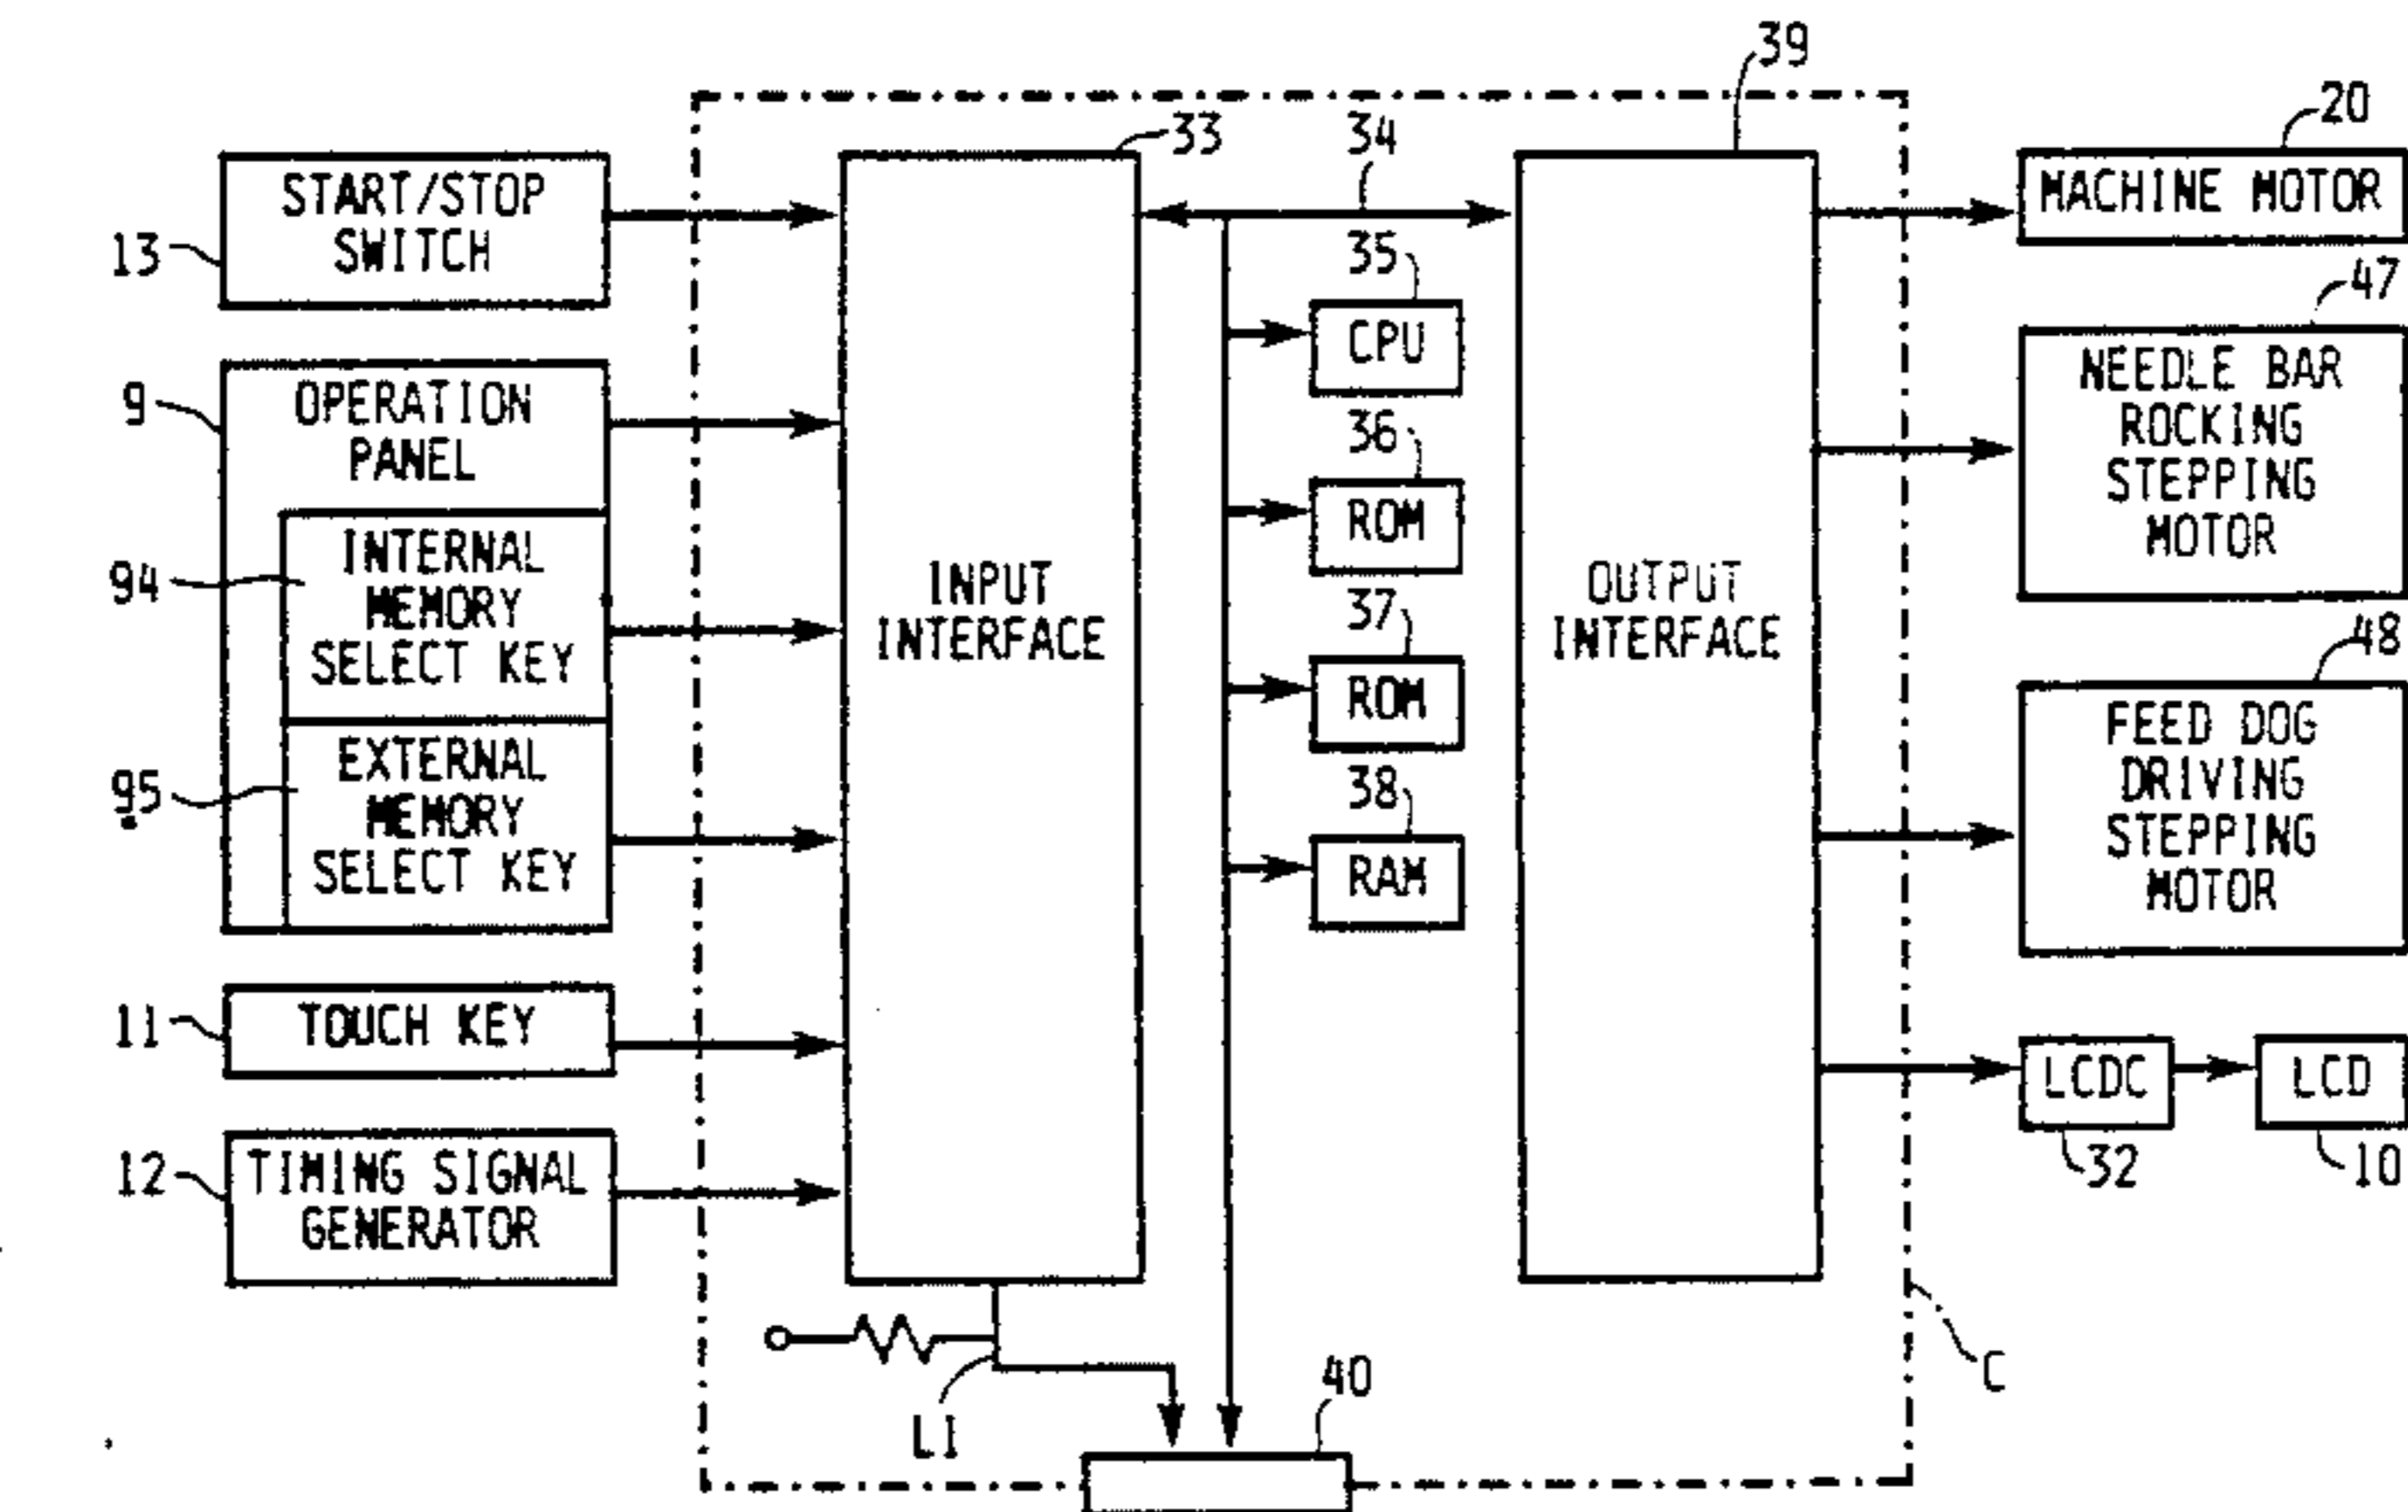 39
20
33
34
START/STOP
SWITCH
13
MACHINE MOTOR
35
CPU
47
9
OPERATION
PANEL
NEEDLE BAR
ROCKING
STEPPING
MOTOR
36
ROM
94
INTERNAL
MEMORY
SELECT KEY
INPUT
INTERFACE
37
ROM
OUTPUT
INTERFACE
48
95
EXTERNAL
MEMORY
SELECT KEY
38
RAM
FEED DOG
DRIVING
STEPPING
MOTOR
11
TOUCH KEY
LCDC
LCD
32
10
12
TIMING SIGNAL
GENERATOR
L1
40
C